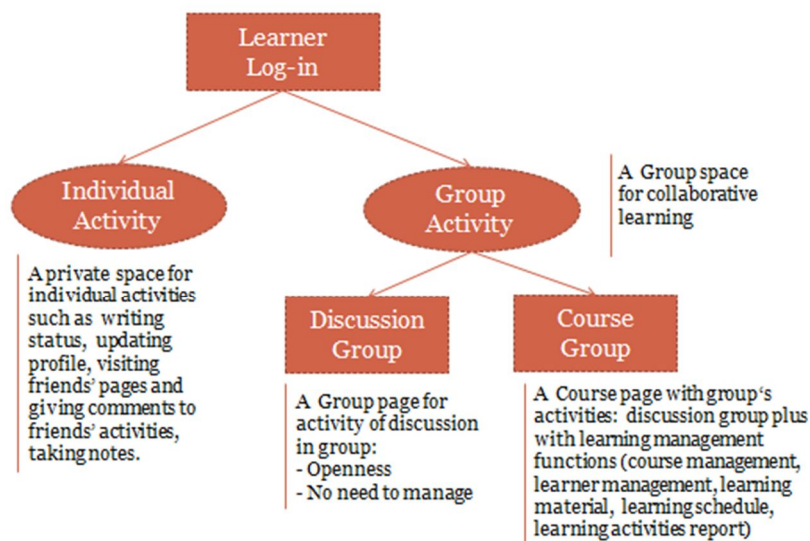 Learner
Log-in
Individual
Activity
Group
Activity
A Group space
for collaborative
learning
A private space for
individual activities
such as writing
status, updating
profile, visiting
friends' pages and
giving comments to
friends' activities,
taking notes.
Discussion
Group
Course
Group
A Group page for
activity of discussion
in group:
- Openness
- No need to manage
A Course page with group‘s
activities: discussion group plus
with learning management
functions (course management,
learner management, learning
material, learning schedule,
learning activities report)